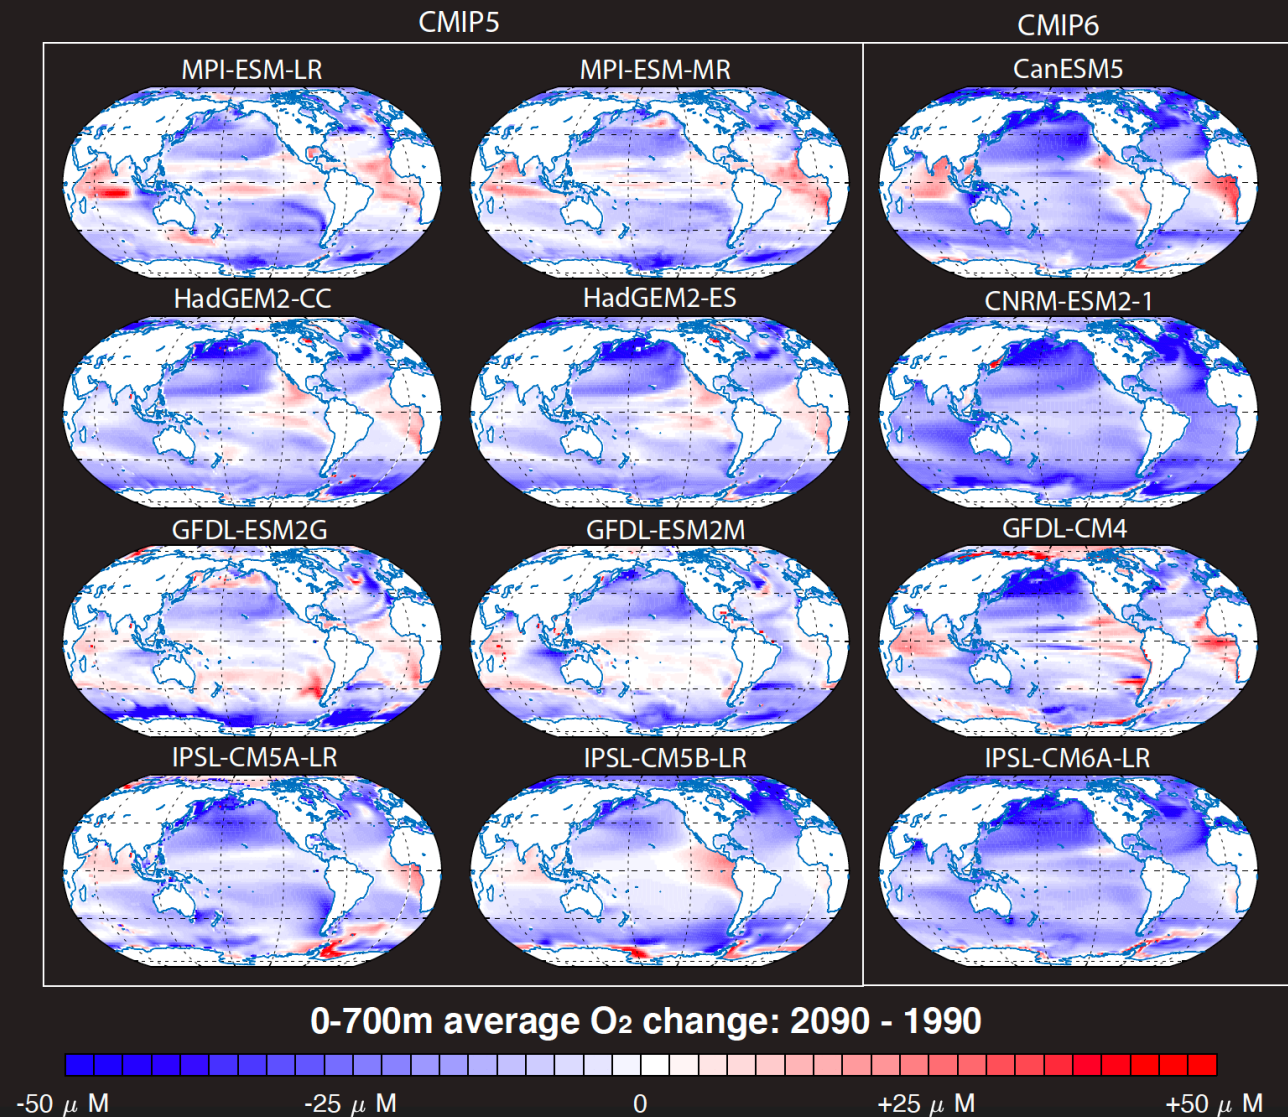 CMIP5
CMIP6
MPI-ESM-LR
MPI-ESM-MR
CanESM5
HadGEM2-CC
HadGEM2-ES
CNRM-ESM2-1
GFDL-ESM2G
GFDL-ESM2M
GFDL-CM4
IPSL-CM5A-LR
IPSL-CM5B-LR
IPSL-CM6A-LR
0-700m average O₂ change: 2090 - 1990
-50 μ M -25 μ M 0 +25 μ M +50 μ M